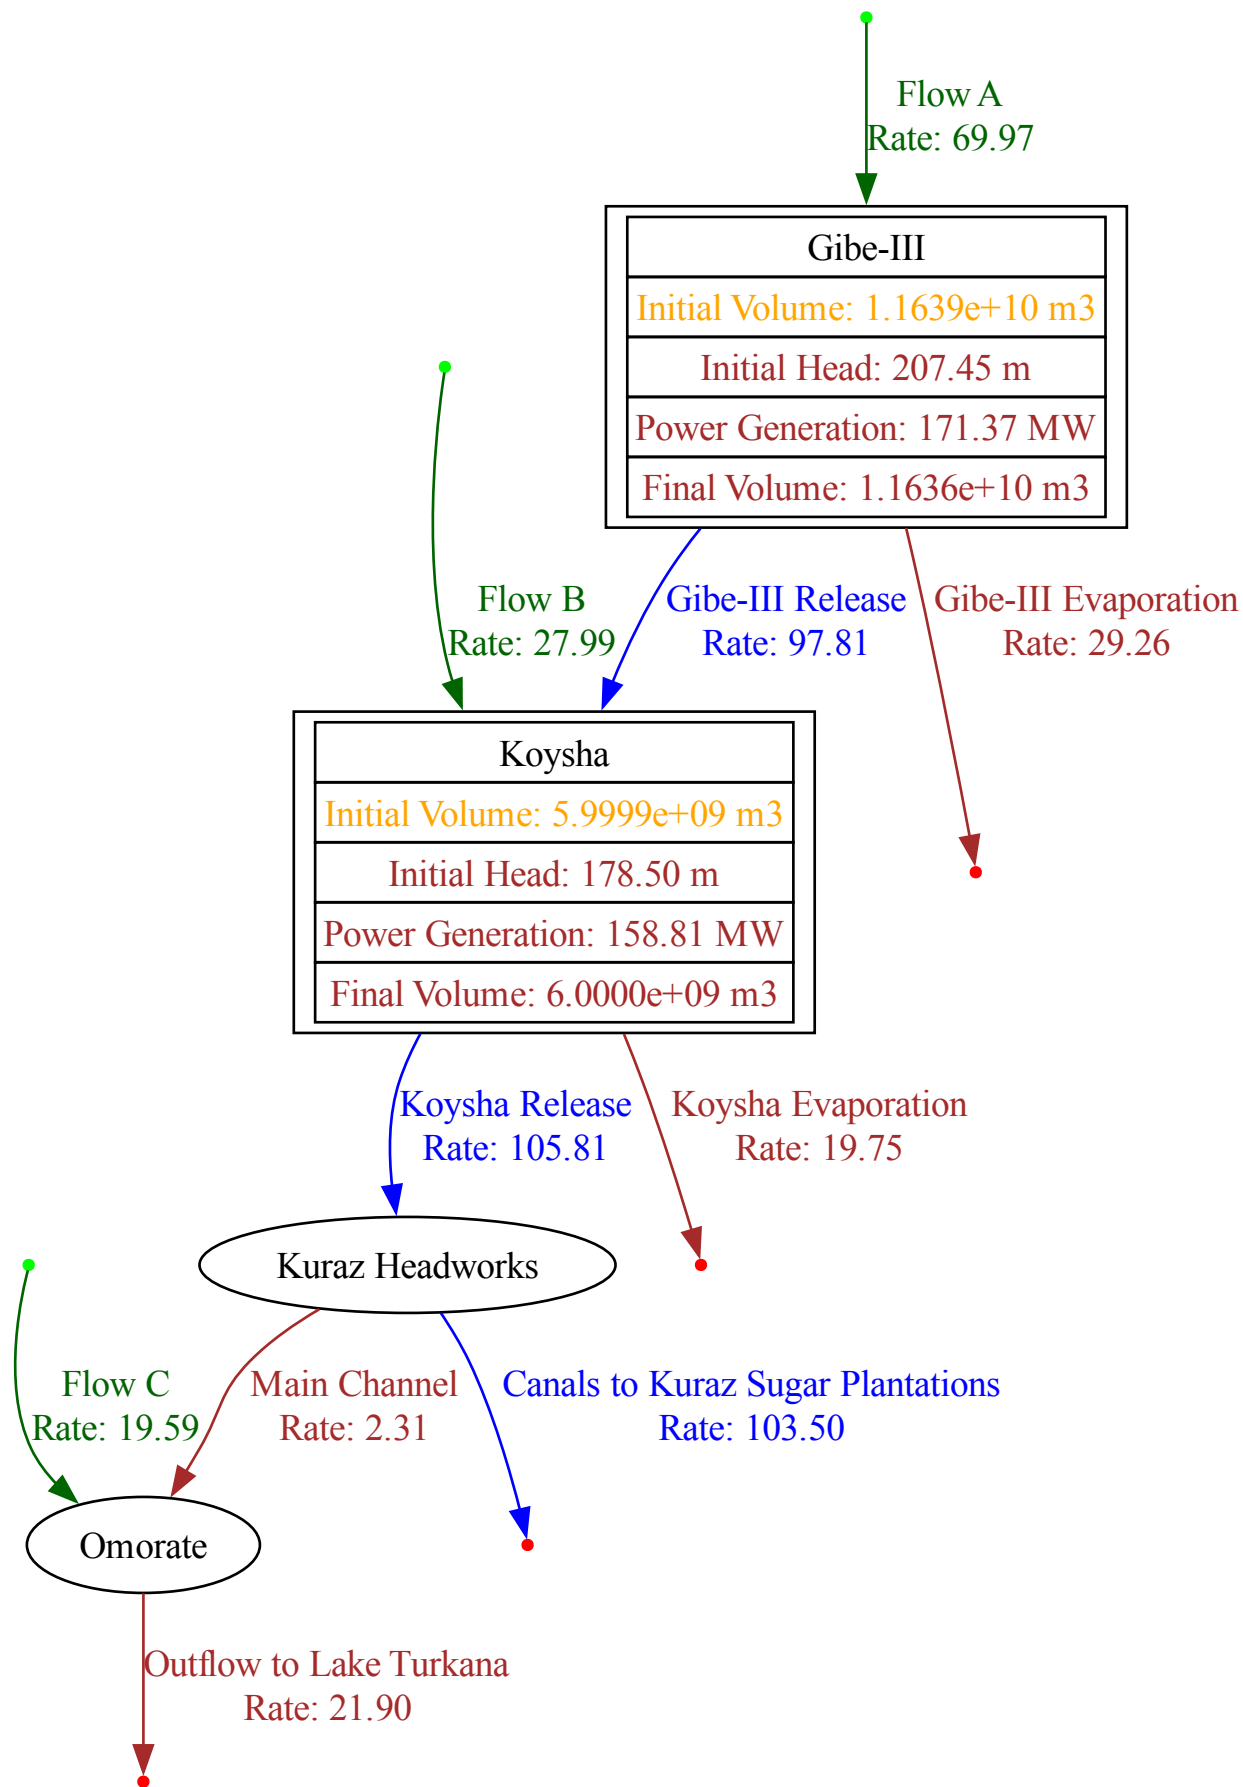 Flow A
Rate: 69.97
Gibe-III
Initial Volume: 1.1639e+10 m3
Initial Head: 207.45 m
Power Generation: 171.37 MW
Final Volume: 1.1636e+10 m3
Flow B
Rate: 27.99
Gibe-III Release
Rate: 97.81
Gibe-III Evaporation
Rate: 29.26
Koysha
Initial Volume: 5.9999e+09 m3
Initial Head: 178.50 m
Power Generation: 158.81 MW
Final Volume: 6.0000e+09 m3
Koysha Release
Rate: 105.81
Koysha Evaporation
Rate: 19.75
Kuraz Headworks
Flow C
Rate: 19.59
Main Channel
Rate: 2.31
Canals to Kuraz Sugar Plantations
Rate: 103.50
Omorate
Outflow to Lake Turkana
Rate: 21.90